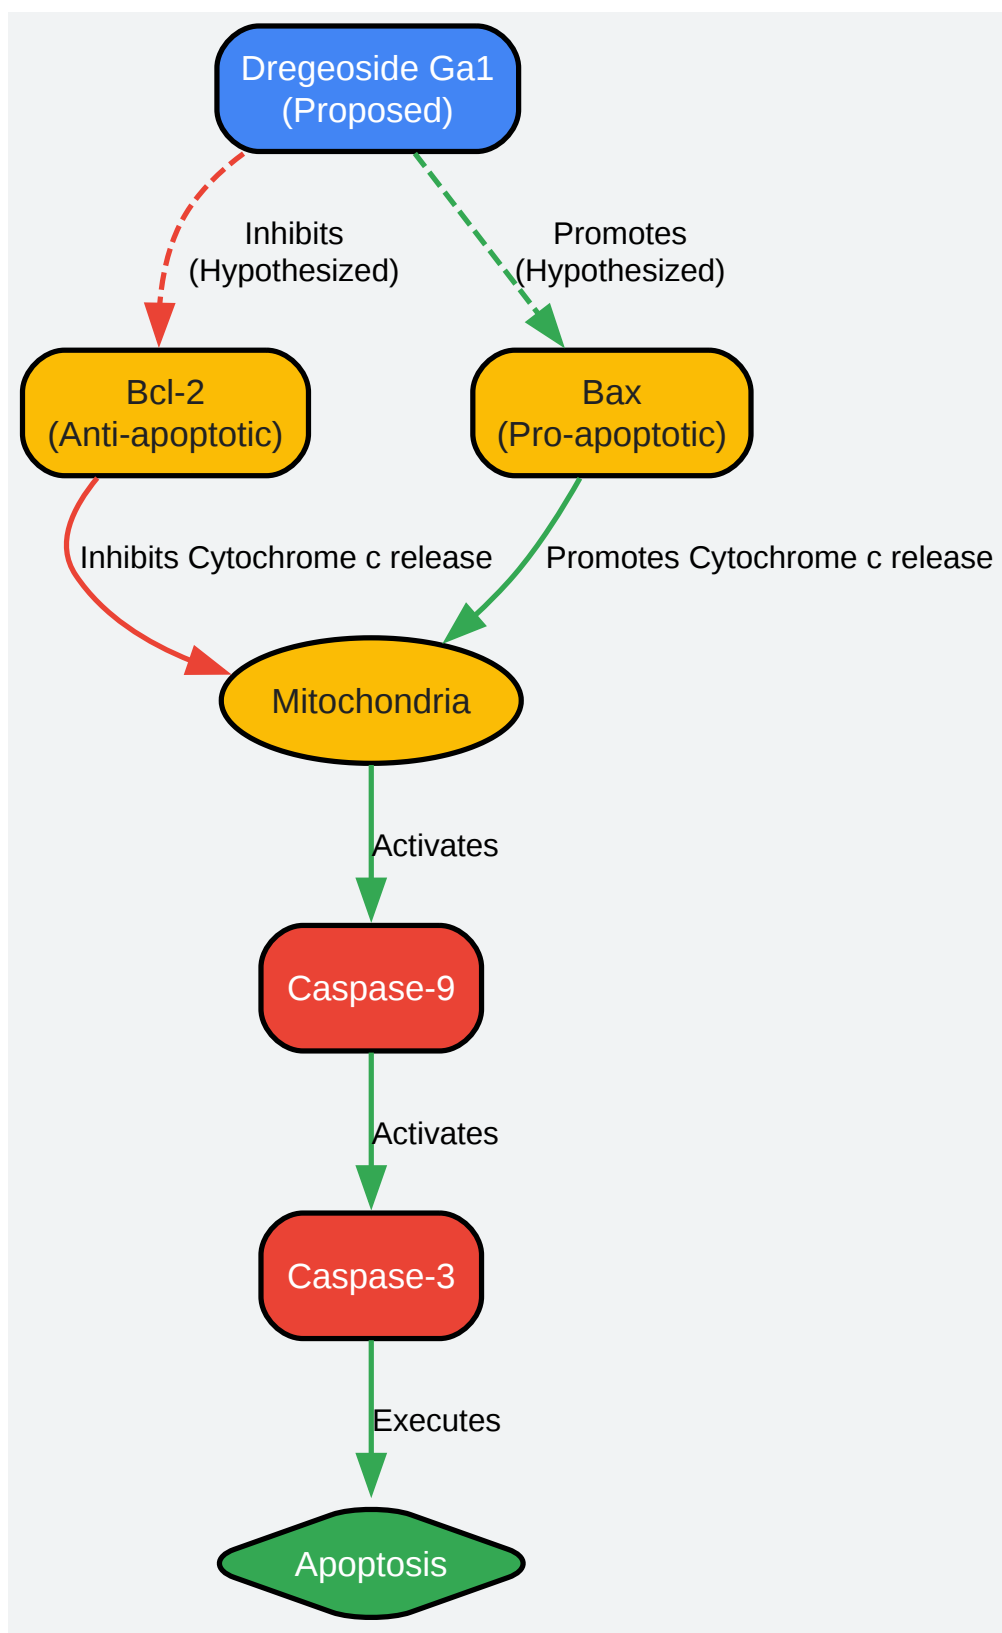 Dregeoside Ga1
(Proposed)
Inhibits
(Hypothesized)
Promotes
(Hypothesized)
Bcl-2
(Anti-apoptotic)
Bax
(Pro-apoptotic)
Inhibits Cytochrome c release
Promotes Cytochrome c release
Mitochondria
Activates
Caspase-9
Activates
Caspase-3
Executes
Apoptosis